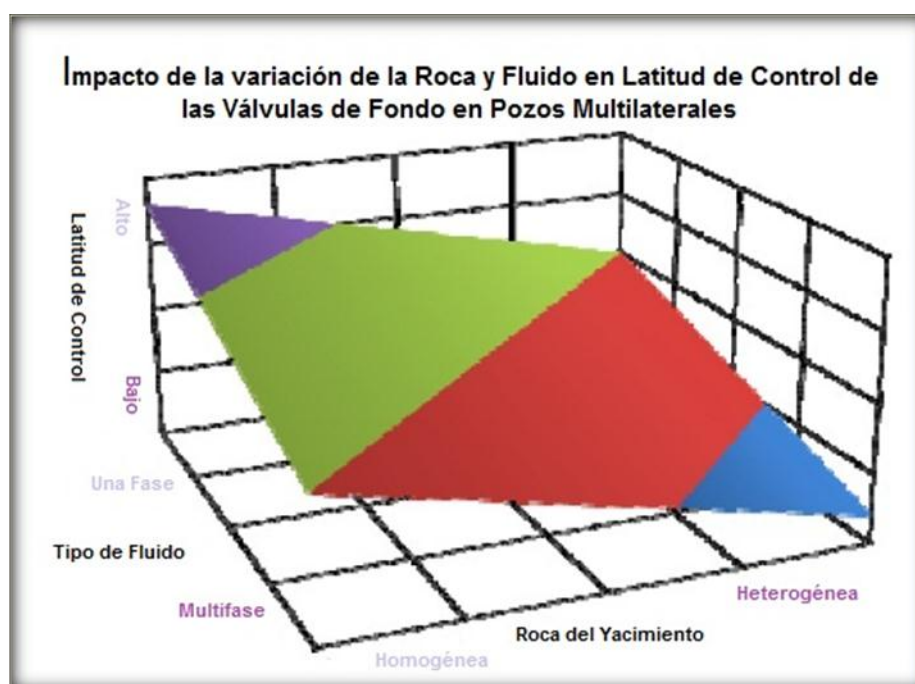 Impacto de la variación de la Roca y Fluido en Latitud de Control de
las Válvulas de Fondo en Pozos Multilaterales
Alto
Latitud de Control
Bajo
Una Fase
Tipo de Fluido
Multifase
Homogénea
Roca del Yacimiento
Heterogénea